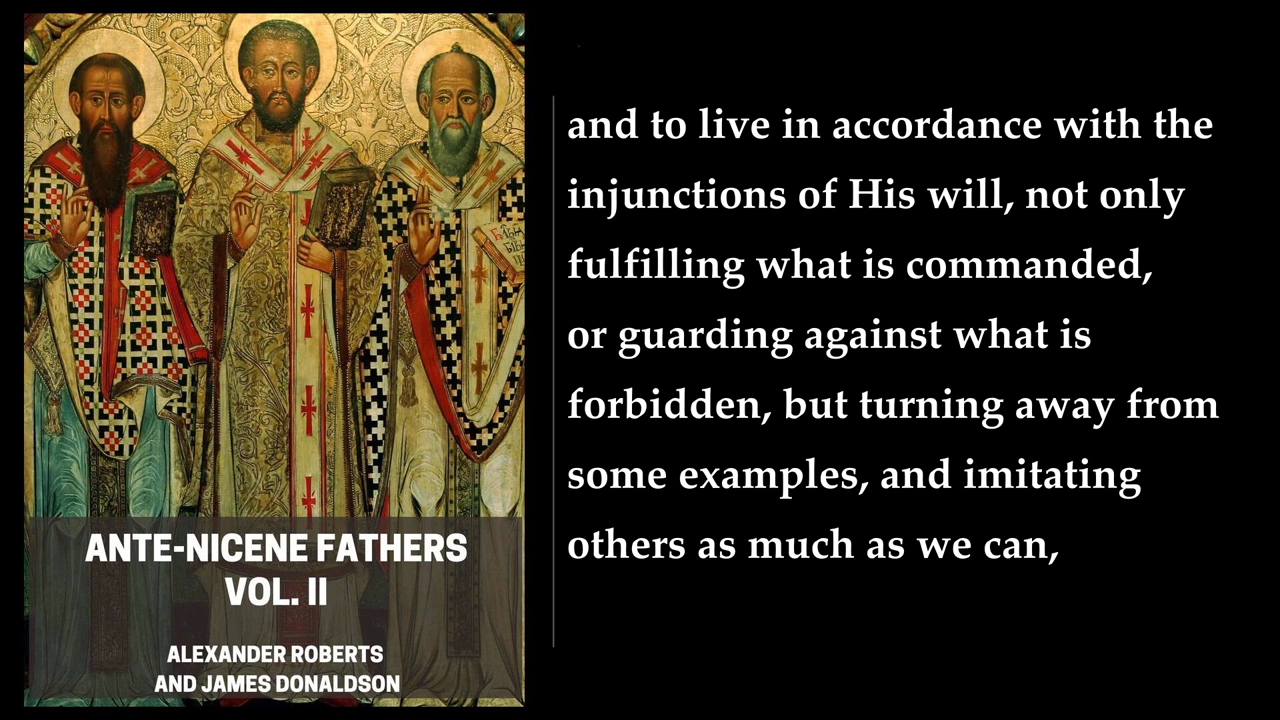 ANTE-NICENE FATHERS
VOL. II
ALEXANDER ROBERTS
AND JAMES DONALDSON
and to live in accordance with the
injunctions of His will, not only
fulfilling what is commanded,
or guarding against what is
forbidden, but turning away from
some examples, and imitating
others as much as we can,